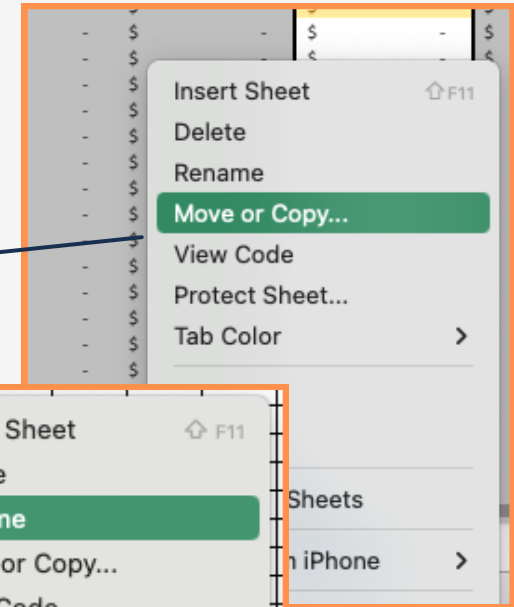 - $ - $ - $
- $ $ - $
- $
Insert Sheet ⇧F11
- $
Delete
- $
Rename
- $
Move or Copy...
- $
View Code
- $
Protect Sheet...
- $
Tab Color >
- $
Sheets
iPhone >
Sheet ⇧ F11
or Copy...
Code